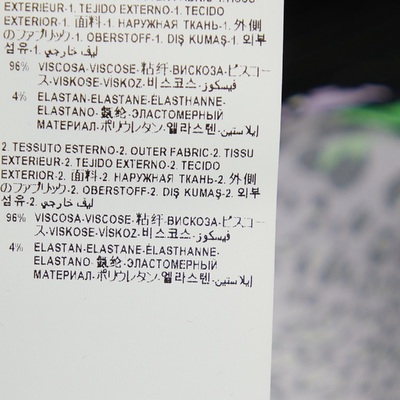 EXTERIEUR-1. TEJIDO EXTERNO-1. TECIDO
EXTERIOR-1. 面料-1. НАРУЖНАЯ ТКАНЬ-1. 外側
のファブリック-1. OBERSTOFF-1. DIŞ KUMAŞ-1. 외부
섬유-1. ليف خارجي
96% VISCOSA-VISCOSE-粘纤-ВИСКОЗА-ビスコー
ス-VISKOSE-VİSKOZ-비스코스-فيسكوز
4% ELASTAN-ELASTANE-ÉLASTHANNE-
ELASTANO-氨纶-ЭЛАСТОМЕРНЫЙ
МАТЕРИАЛ-ポリウレタン-엘라스텐-إيلاستين
2. TESSUTO ESTERNO-2. OUTER FABRIC-2. TISSU
EXTERIEUR-2. TEJIDO EXTERNO-2. TECIDO
EXTERIOR-2. 面料-2. НАРУЖНАЯ ТКАНЬ-2. 外側
のファブリック-2. OBERSTOFF-2. DIŞ KUMAŞ-2. 외부
섬유-2. ليف خارجي
96% VISCOSA-VISCOSE-粘纤-ВИСКОЗА-ビスコー
ス-VISKOSE-VİSKOZ-비스코스-فيسكوز
4% ELASTAN-ELASTANE-ÉLASTHANNE-
ELASTANO-氨纶-ЭЛАСТОМЕРНЫЙ
МАТЕРИАЛ-ポリウレタン-엘라스텐-إيلاستين